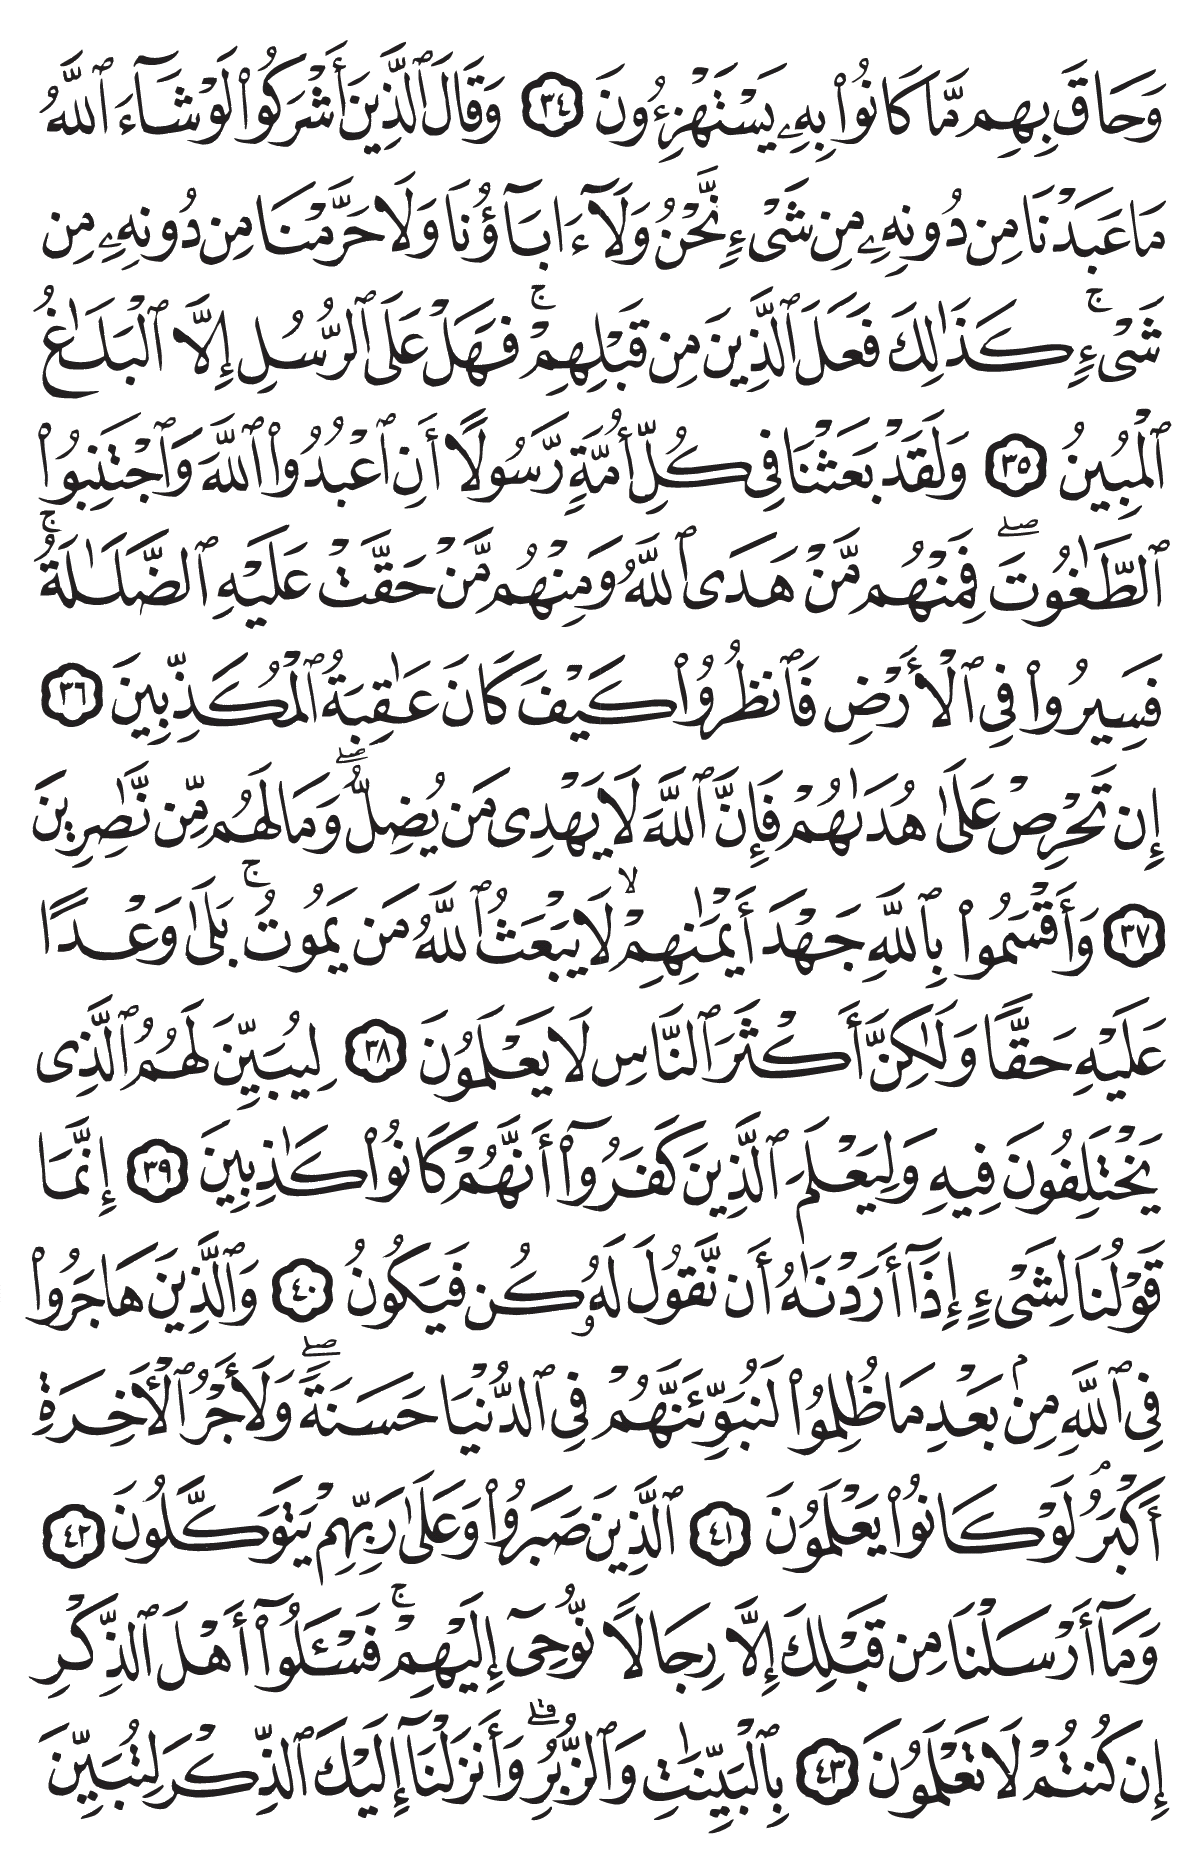 وَحَاقَ بِهِم مَّا كَانُوا۟ بِهِۦ يَسْتَهْزِءُونَ ٣٤ وَقَالَ ٱلَّذِينَ أَشْرَكُوا۟ لَوْ شَآءَ ٱللَّهُ
مَا عَبَدْنَا مِن دُونِهِۦ مِن شَىْءٍ نَّحْنُ وَلَآ ءَابَآؤُنَا وَلَا حَرَّمْنَا مِن دُونِهِۦ مِن
شَىْءٍ ۚ كَذَٰلِكَ فَعَلَ ٱلَّذِينَ مِن قَبْلِهِمْ ۚ فَهَلْ عَلَى ٱلرُّسُلِ إِلَّا ٱلْبَلَـٰغُ
ٱلْمُبِينُ ٣٥ وَلَقَدْ بَعَثْنَا فِى كُلِّ أُمَّةٍ رَّسُولًا أَنِ ٱعْبُدُوا۟ ٱللَّهَ وَٱجْتَنِبُوا۟
ٱلطَّـٰغُوتَ ۖ فَمِنْهُم مَّنْ هَدَى ٱللَّهُ وَمِنْهُم مَّنْ حَقَّتْ عَلَيْهِ ٱلضَّلَـٰلَةُ ۚ
فَسِيرُوا۟ فِى ٱلْأَرْضِ فَٱنظُرُوا۟ كَيْفَ كَانَ عَـٰقِبَةُ ٱلْمُكَذِّبِينَ ٣٦
إِن تَحْرِصْ عَلَىٰ هُدَىٰهُمْ فَإِنَّ ٱللَّهَ لَا يَهْدِى مَن يُضِلُّ ۖ وَمَا لَهُم مِّن نَّـٰصِرِينَ
٣٧ وَأَقْسَمُوا۟ بِٱللَّهِ جَهْدَ أَيْمَـٰنِهِمْ ۙ لَا يَبْعَثُ ٱللَّهُ مَن يَمُوتُ ۚ بَلَىٰ وَعْدًا
عَلَيْهِ حَقًّا وَلَـٰكِنَّ أَكْثَرَ ٱلنَّاسِ لَا يَعْلَمُونَ ٣٨ لِيُبَيِّنَ لَهُمُ ٱلَّذِى
يَخْتَلِفُونَ فِيهِ وَلِيَعْلَمَ ٱلَّذِينَ كَفَرُوٓا۟ أَنَّهُمْ كَانُوا۟ كَـٰذِبِينَ ٣٩ إِنَّمَا
قَوْلُنَا لِشَىْءٍ إِذَآ أَرَدْنَـٰهُ أَن نَّقُولَ لَهُۥ كُن فَيَكُونُ ٤٠ وَٱلَّذِينَ هَاجَرُوا۟
فِى ٱللَّهِ مِنۢ بَعْدِ مَا ظُلِمُوا۟ لَنُبَوِّئَنَّهُمْ فِى ٱلدُّنْيَا حَسَنَةً ۖ وَلَأَجْرُ ٱلْـَٔاخِرَةِ
أَكْبَرُ ۚ لَوْ كَانُوا۟ يَعْلَمُونَ ٤١ ٱلَّذِينَ صَبَرُوا۟ وَعَلَىٰ رَبِّهِمْ يَتَوَكَّلُونَ ٤٢
وَمَآ أَرْسَلْنَا مِن قَبْلِكَ إِلَّا رِجَالًا نُّوحِىٓ إِلَيْهِمْ ۚ فَسْـَٔلُوٓا۟ أَهْلَ ٱلذِّكْرِ
إِن كُنتُمْ لَا تَعْلَمُونَ ٤٣ بِٱلْبَيِّنَـٰتِ وَٱلزُّبُرِ ۗ وَأَنزَلْنَآ إِلَيْكَ ٱلذِّكْرَ لِتُبَيِّنَ